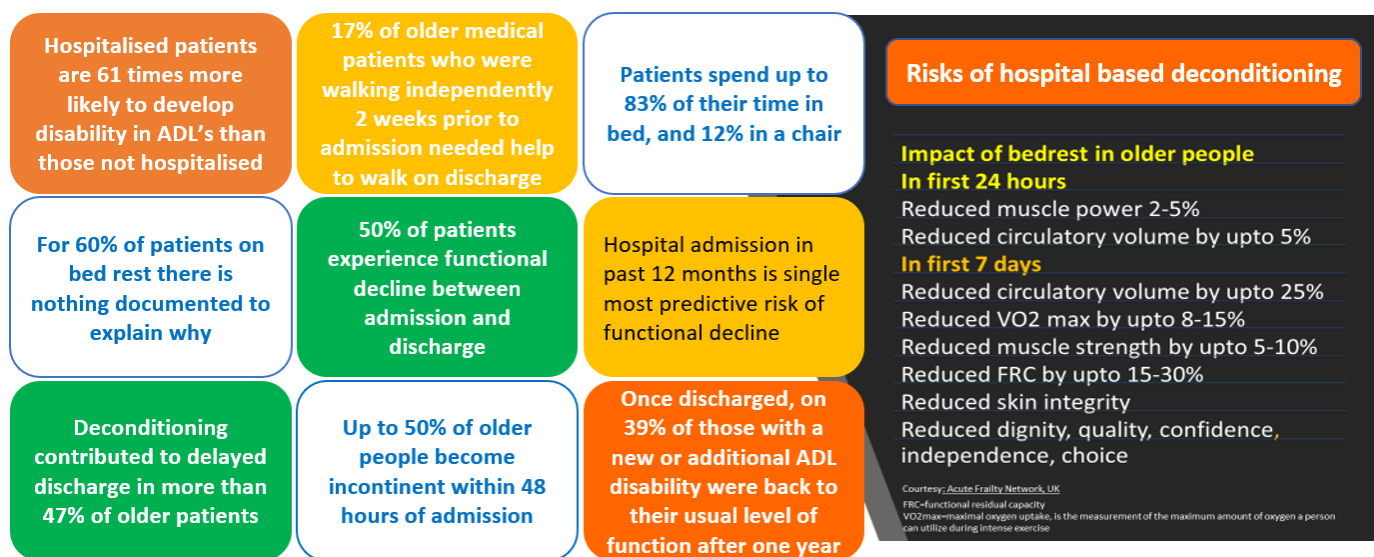 Hospitalised patients
are 61 times more
likely to develop
disability in ADL's than
those not hospitalised
17% of older medical
patients who were
walking independently
2 weeks prior to
admission needed help
to walk on discharge
Patients spend up to
83% of their time in
bed, and 12% in a chair
For 60% of patients on
bed rest there is
nothing documented to
explain why
50% of patients
experience functional
decline between
admission and
discharge
Hospital admission in
past 12 months is single
most predictive risk of
functional decline
Deconditioning
contributed to delayed
discharge in more than
47% of older patients
Up to 50% of older
people become
incontinent within 48
hours of admission
Once discharged, on
39% of those with a
new or additional ADL
disability were back to
their usual level of
function after one year
Risks of hospital based deconditioning
Impact of bedrest in older people
In first 24 hours
Reduced muscle power 2-5%
Reduced circulatory volume by upto 5%
In first 7 days
Reduced circulatory volume by upto 25%
Reduced VO2 max by upto 8-15%
Reduced muscle strength by upto 5-10%
Reduced FRC by upto 15-30%
Reduced skin integrity
Reduced dignity, quality, confidence,
independence, choice
Courtesy: Acute Frailty Network, UK
FRC=functional residual capacity
VO2max=maximal oxygen uptake, is the measurement of the maximum amount of oxygen a person
can utilize during intense exercise